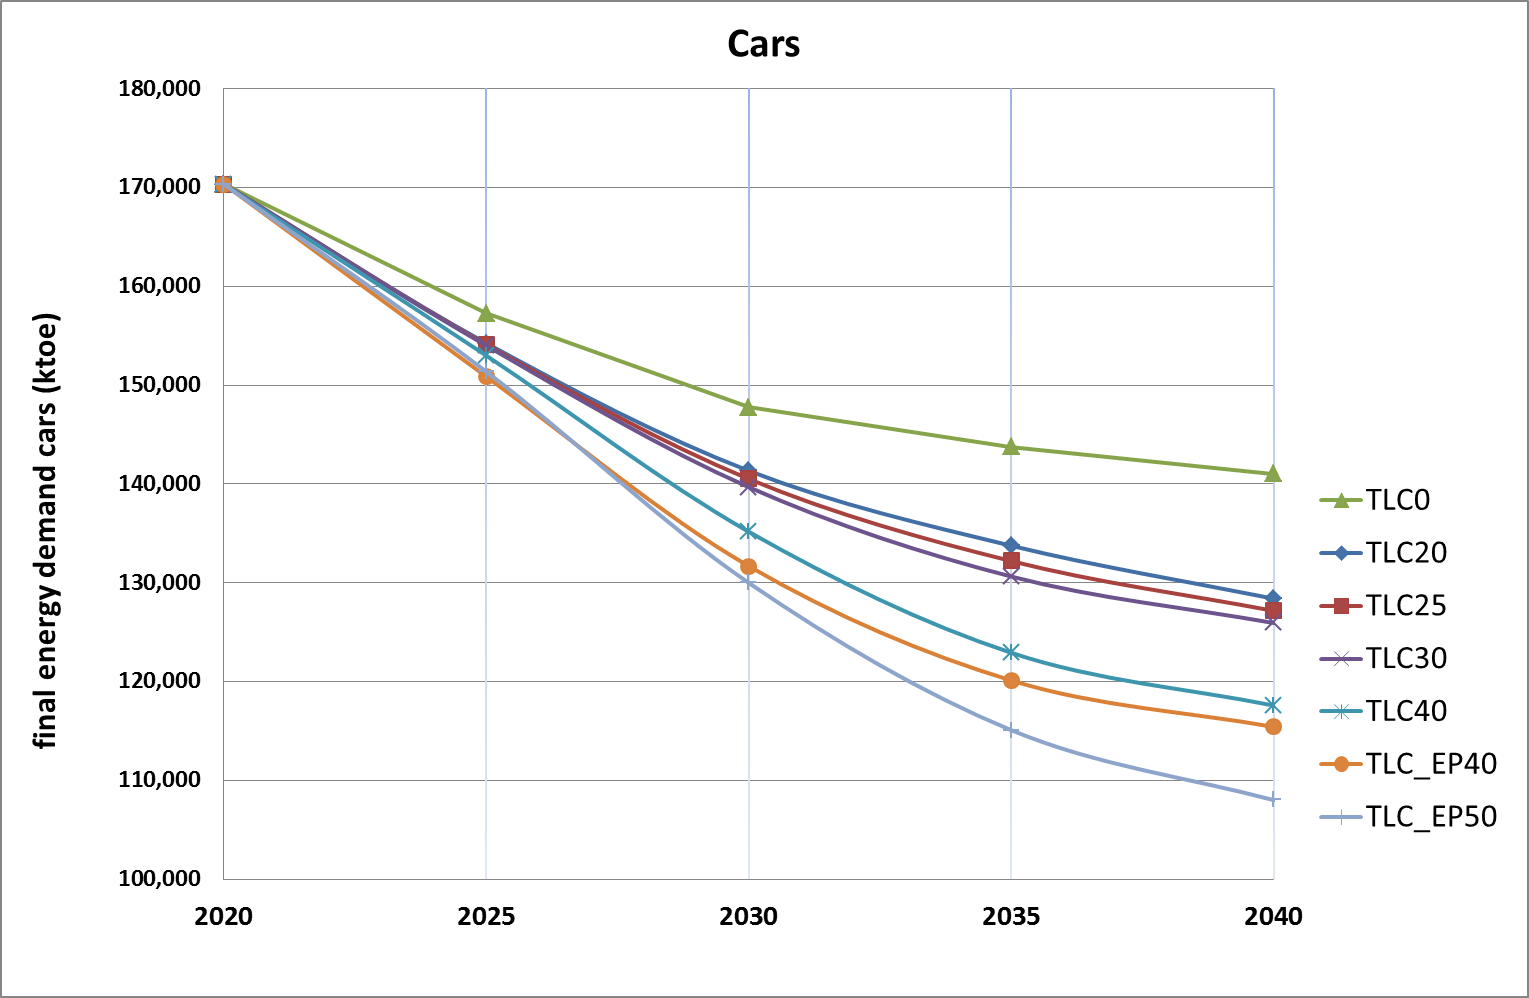 Cars
180,000
170,000
160,000
150,000
140,000
130,000
120,000
110,000
100,000
final energy demand cars (ktoe)
2020 2025 2030 2035 2040
TLC0
TLC20
TLC25
TLC30
TLC40
TLC_EP40
TLC_EP50